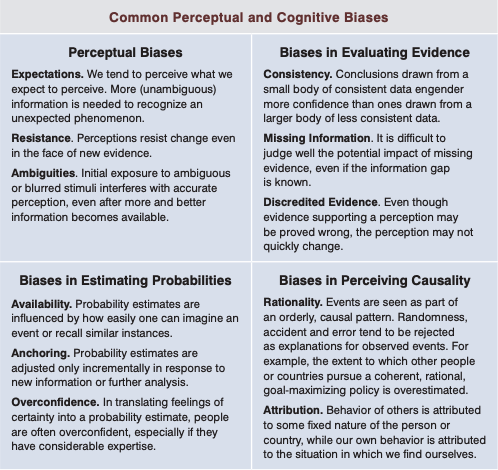 Common Perceptual and Cognitive Biases
Perceptual Biases
Expectations. We tend to perceive what we
expect to perceive. More (unambiguous)
information is needed to recognize an
unexpected phenomenon.
Resistance. Perceptions resist change even
in the face of new evidence.
Ambiguities. Initial exposure to ambiguous
or blurred stimuli interferes with accurate
perception, even after more and better
information becomes available.
Biases in Evaluating Evidence
Consistency. Conclusions drawn from a
small body of consistent data engender
more confidence than ones drawn from a
larger body of less consistent data.
Missing Information. It is difficult to
judge well the potential impact of missing
evidence, even if the information gap
is known.
Discredited Evidence. Even though
evidence supporting a perception may
be proved wrong, the perception may not
quickly change.
Biases in Estimating Probabilities
Availability. Probability estimates are
influenced by how easily one can imagine an
event or recall similar instances.
Anchoring. Probability estimates are
adjusted only incrementally in response to
new information or further analysis.
Overconfidence. In translating feelings of
certainty into a probability estimate, people
are often overconfident, especially if they
have considerable expertise.
Biases in Perceiving Causality
Rationality. Events are seen as part of
an orderly, causal pattern. Randomness,
accident and error tend to be rejected
as explanations for observed events. For
example, the extent to which other people
or countries pursue a coherent, rational,
goal-maximizing policy is overestimated.
Attribution. Behavior of others is attributed
to some fixed nature of the person or
country, while our own behavior is attributed
to the situation in which we find ourselves.